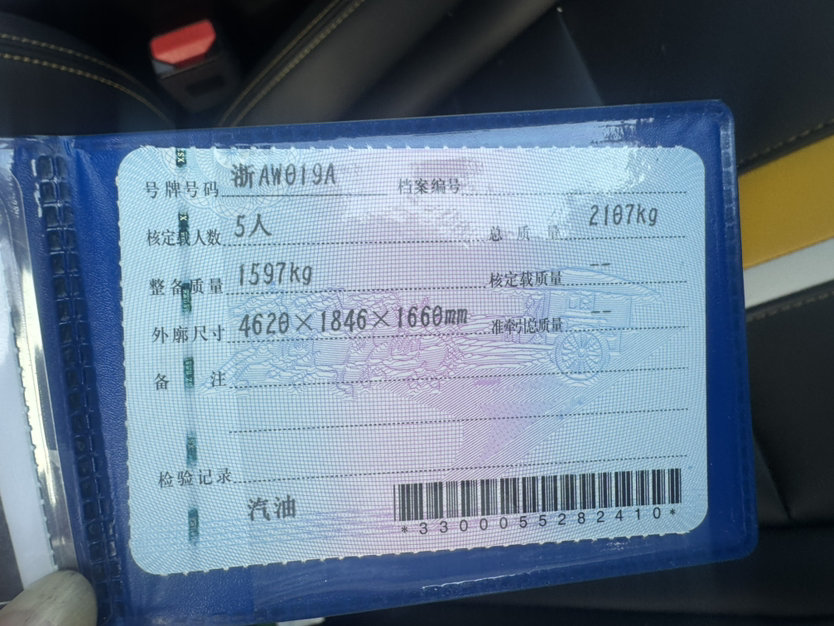 号牌号码 浙AW019A 档案编号
核定载人数 5人 总质量 2107kg
整备质量 1597kg 核定载质量 --
外廓尺寸 4620×1846×1660mm 准牵引总质量 --
备注
检验记录
汽油
*3300055282410*